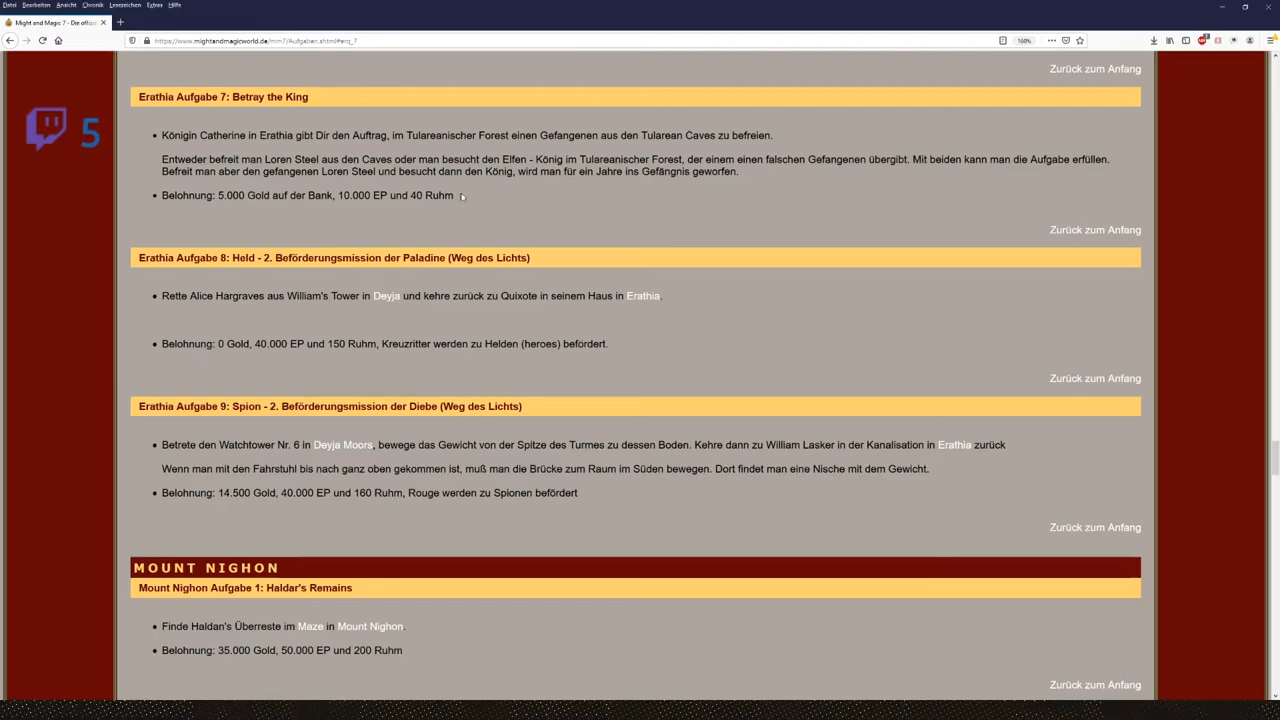 Datei Bearbeiten Ansicht Chronik Lesezeichen Extras Hilfe
Might and Magic 7 - Die offizi
https://www.mightandmagicworld.de/mm7/Aufgaben.shtml#erq_7
160%
Zurück zum Anfang
Erathia Aufgabe 7: Betray the King
Königin Catherine in Erathia gibt Dir den Auftrag, im Tulareanischer Forest einen Gefangenen aus den Tularean Caves zu befreien.
Entweder befreit man Loren Steel aus den Caves oder man besucht den Elfen - König im Tulareanischer Forest, der einem einen falschen Gefangenen übergibt. Mit beiden kann man die Aufgabe erfüllen.
Befreit man aber den gefangenen Loren Steel und besucht dann den König, wird man für ein Jahre ins Gefängnis geworfen.
5
Belohnung: 5.000 Gold auf der Bank, 10.000 EP und 40 Ruhm
Zurück zum Anfang
Erathia Aufgabe 8: Held - 2. Beförderungsmission der Paladine (Weg des Lichts)
Rette Alice Hargraves aus William's Tower in Deyja und kehre zurück zu Quixote in seinem Haus in Erathia.
Belohnung: 0 Gold, 40.000 EP und 150 Ruhm, Kreuzritter werden zu Helden (heroes) befördert.
Zurück zum Anfang
Erathia Aufgabe 9: Spion - 2. Beförderungsmission der Diebe (Weg des Lichts)
Betrete den Watchtower Nr. 6 in Deyja Moors, bewege das Gewicht von der Spitze des Turmes zu dessen Boden. Kehre dann zu William Lasker in der Kanalisation in Erathia zurück
Wenn man mit den Fahrstuhl bis nach ganz oben gekommen ist, muß man die Brücke zum Raum im Süden bewegen. Dort findet man eine Nische mit dem Gewicht.
Belohnung: 14.500 Gold, 40.000 EP und 160 Ruhm, Rouge werden zu Spionen befördert
Zurück zum Anfang
MOUNT NIGHON
Mount Nighon Aufgabe 1: Haldar's Remains
Finde Haldan's Überreste im Maze in Mount Nighon.
Belohnung: 35.000 Gold, 50.000 EP und 200 Ruhm
Zurück zum Anfang